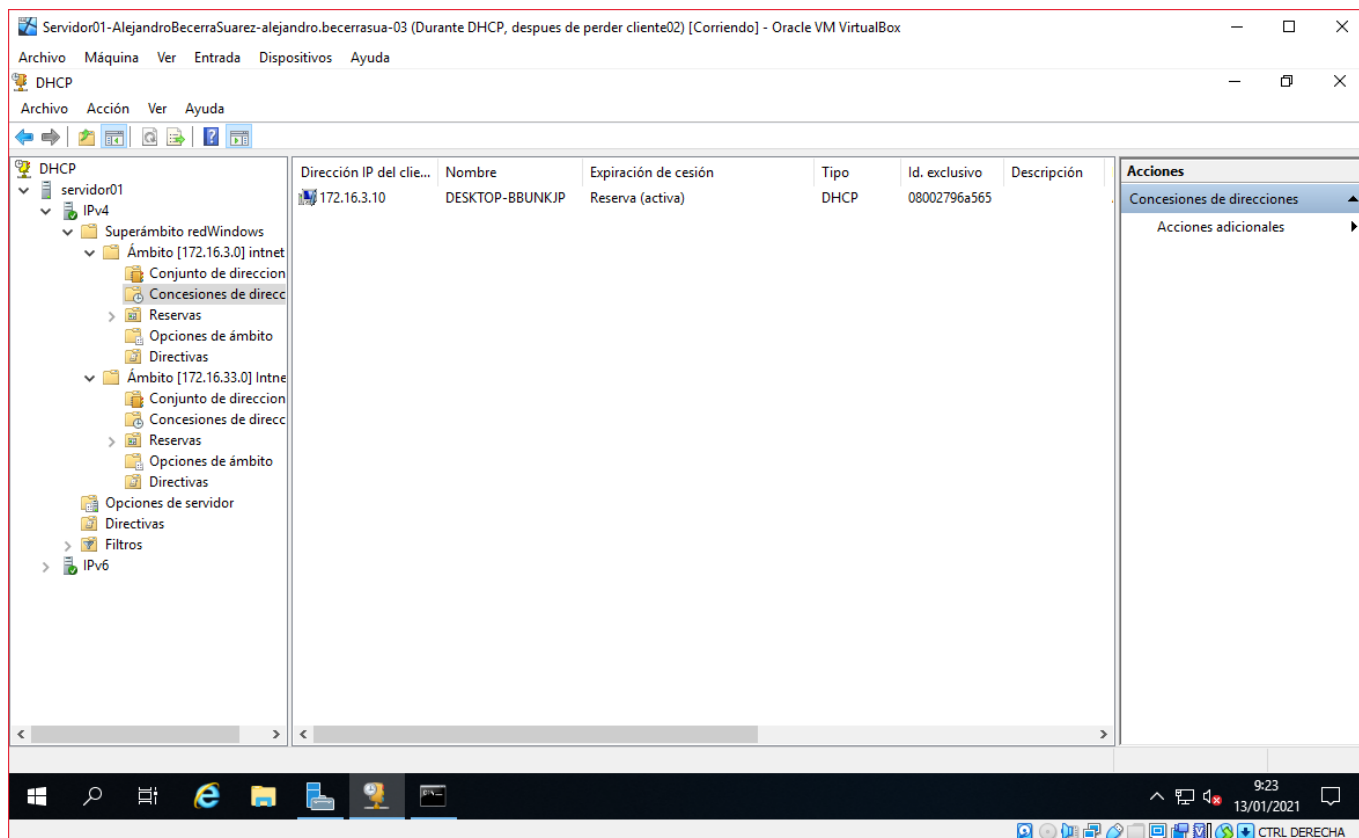 Servidor01-AlejandroBecerraSuarez-alejandro.becerrasua-03 (Durante DHCP, despues de perder cliente02) [Corriendo] - Oracle VM VirtualBox
Archivo Máquina Ver Entrada Dispositivos Ayuda
DHCP
Archivo Acción Ver Ayuda
DHCP
servidor01
IPv4
Superámbito redWindows
Ámbito [172.16.3.0] intnet
Conjunto de direccion
Concesiones de direcc
Reservas
Opciones de ámbito
Directivas
Ámbito [172.16.33.0] Intne
Conjunto de direccion
Concesiones de direcc
Reservas
Opciones de ámbito
Directivas
Opciones de servidor
Directivas
Filtros
IPv6
Dirección IP del clie... Nombre Expiración de cesión Tipo Id. exclusivo Descripción
172.16.3.10 DESKTOP-BBUNKJP Reserva (activa) DHCP 08002796a565
Acciones
Concesiones de direcciones
Acciones adicionales
9:23
13/01/2021
CTRL DERECHA